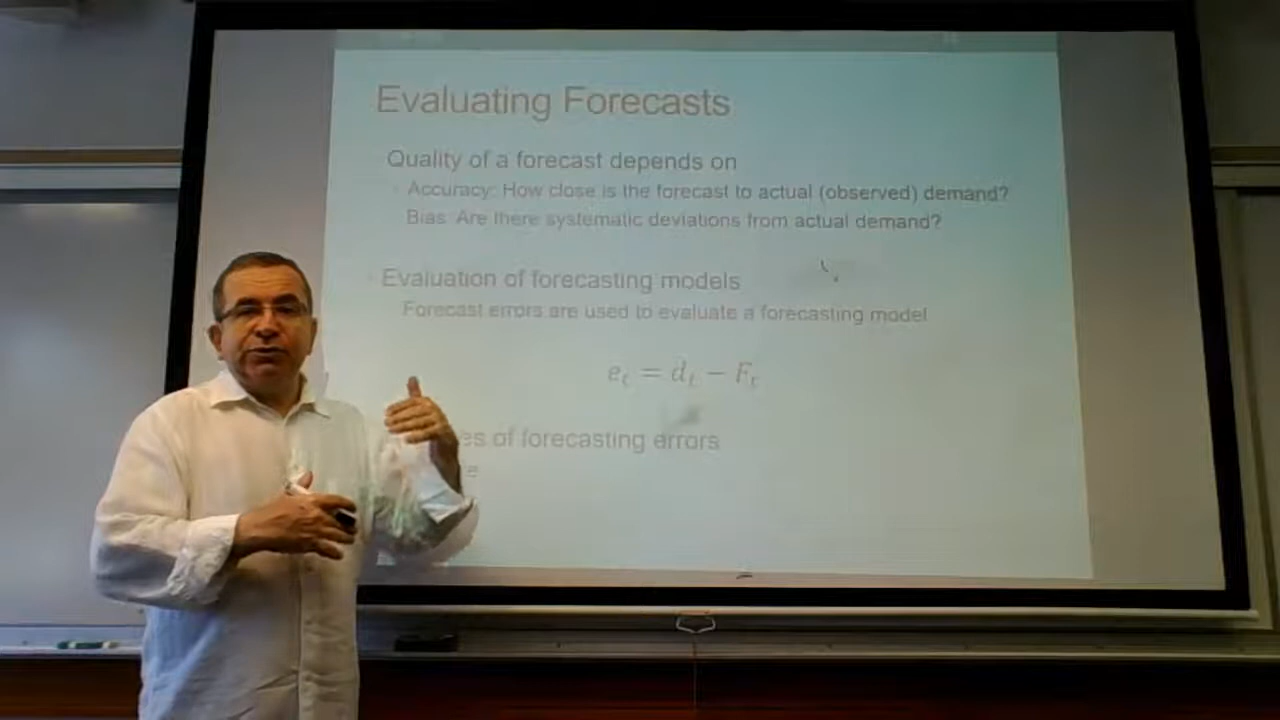 Evaluating Forecasts
Quality of a forecast depends on
Accuracy: How close is the forecast to actual (observed) demand?
Bias: Are there systematic deviations from actual demand?
Evaluation of forecasting models
Forecast errors are used to evaluate a forecasting model
e_t = d_t − F_t
of forecasting errors